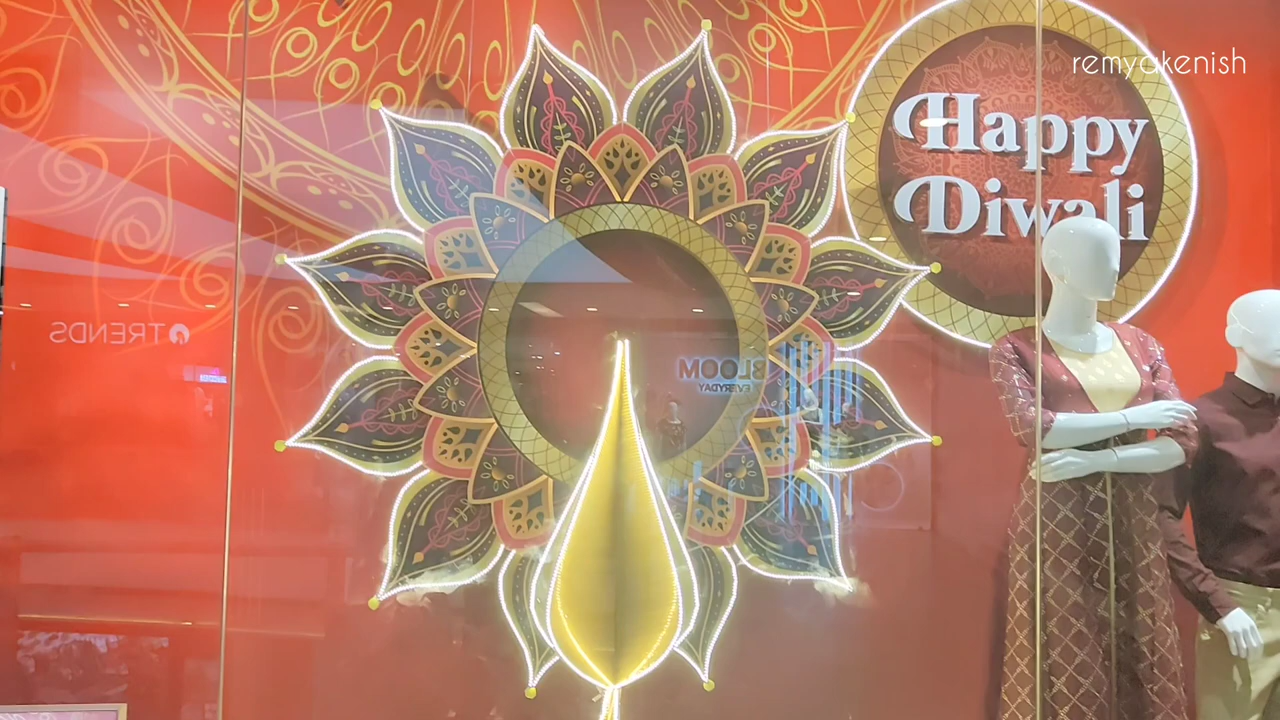 remyakenish
Happy
Diwali
TRENDS
BLOOM
EVERYDAY